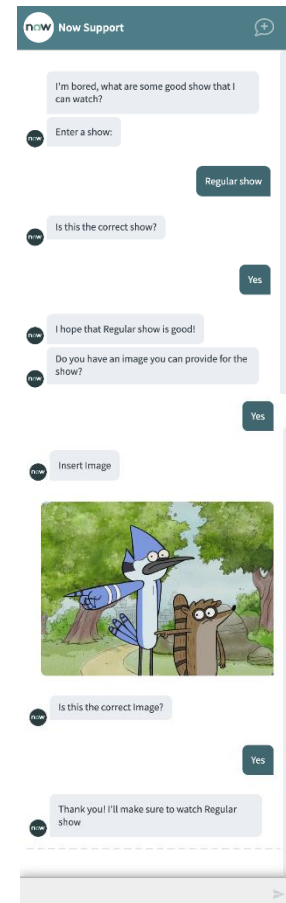 now Now Support
I'm bored, what are some good show that I
can watch?
Enter a show:
now
Regular show
Is this the correct show?
now
Yes
I hope that Regular show is good!
now
Do you have an image you can provide for the
show?
now
Yes
Insert Image
now
Is this the correct Image?
now
Yes
Thank you! I'll make sure to watch Regular
show
now